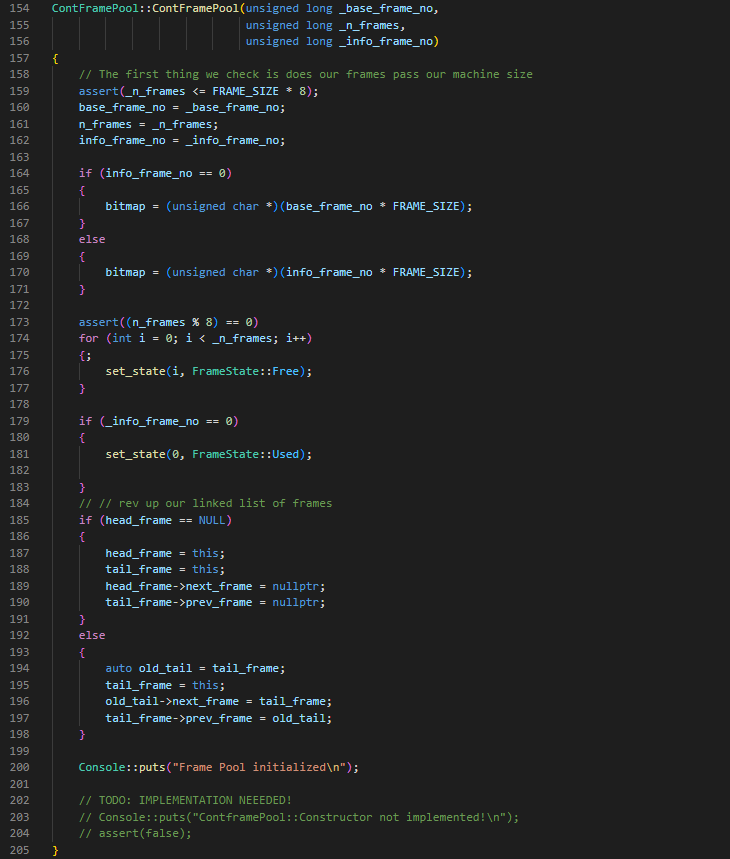 154 ContFramePool::ContFramePool(unsigned long _base_frame_no,
155                              unsigned long _n_frames,
156                              unsigned long _info_frame_no)
157 {
158     // The first thing we check is does our frames pass our machine size
159     assert(_n_frames <= FRAME_SIZE * 8);
160     base_frame_no = _base_frame_no;
161     n_frames = _n_frames;
162     info_frame_no = _info_frame_no;
163
164     if (info_frame_no == 0)
165     {
166         bitmap = (unsigned char *)(base_frame_no * FRAME_SIZE);
167     }
168     else
169     {
170         bitmap = (unsigned char *)(info_frame_no * FRAME_SIZE);
171     }
172
173     assert((n_frames % 8) == 0)
174     for (int i = 0; i < _n_frames; i++)
175     {;
176         set_state(i, FrameState::Free);
177     }
178
179     if (_info_frame_no == 0)
180     {
181         set_state(0, FrameState::Used);
182
183     }
184     // // rev up our linked list of frames
185     if (head_frame == NULL)
186     {
187         head_frame = this;
188         tail_frame = this;
189         head_frame->next_frame = nullptr;
190         tail_frame->prev_frame = nullptr;
191     }
192     else
193     {
194         auto old_tail = tail_frame;
195         tail_frame = this;
196         old_tail->next_frame = tail_frame;
197         tail_frame->prev_frame = old_tail;
198     }
199
200     Console::puts("Frame Pool initialized\n");
201
202     // TODO: IMPLEMENTATION NEEEDED!
203     // Console::puts("ContframePool::Constructor not implemented!\n");
204     // assert(false);
205 }